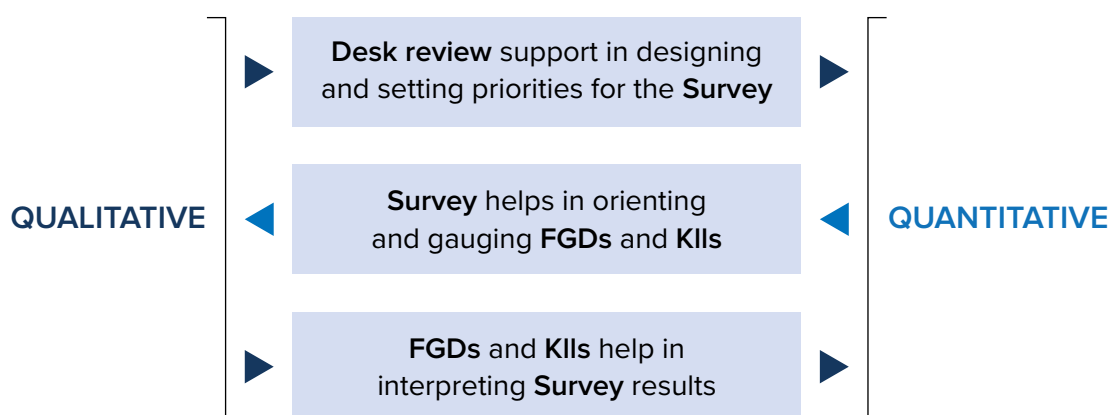 Desk review support in designing
and setting priorities for the Survey
QUALITATIVE
Survey helps in orienting
and gauging FGDs and KIIs
QUANTITATIVE
FGDs and KIIs help in
interpreting Survey results